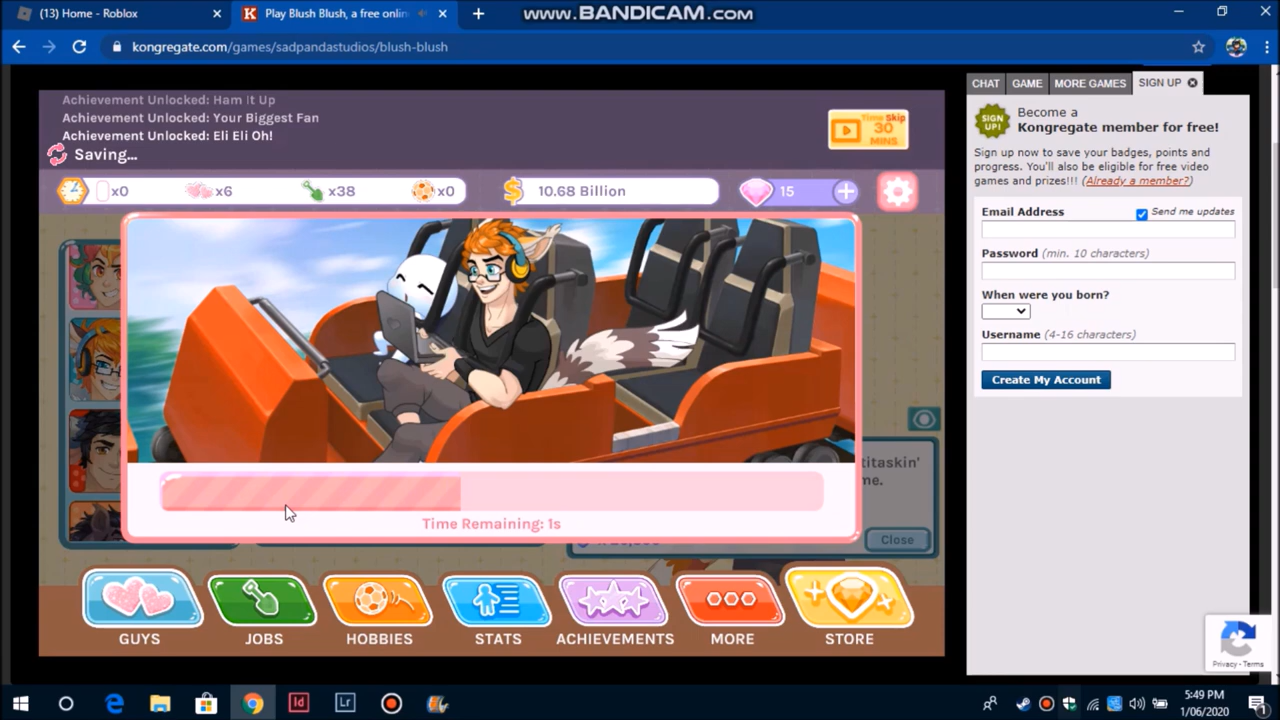 (13) Home - Roblox
Play Blush Blush, a free onlin
www.BANDICAM.com
kongregate.com/games/sadpandastudios/blush-blush
Achievement Unlocked: Ham It Up
Achievement Unlocked: Your Biggest Fan
Achievement Unlocked: Eli Eli Oh!
Saving...
Time Skip
30
MINS
x0
x6
x38
x0
10.68 Billion
15
titaskin'
me.
Close
Time Remaining: 1s
GUYS
JOBS
HOBBIES
STATS
ACHIEVEMENTS
MORE
STORE
CHAT
GAME
MORE GAMES
SIGN UP
SIGN UP!
Become a
Kongregate member for free!
Sign up now to save your badges, points and
progress. You'll also be eligible for free video
games and prizes!!! (Already a member?)
Email Address
Send me updates
Password (min. 10 characters)
When were you born?
Username (4-16 characters)
Create My Account
Privacy - Terms
5:49 PM
1/06/2020